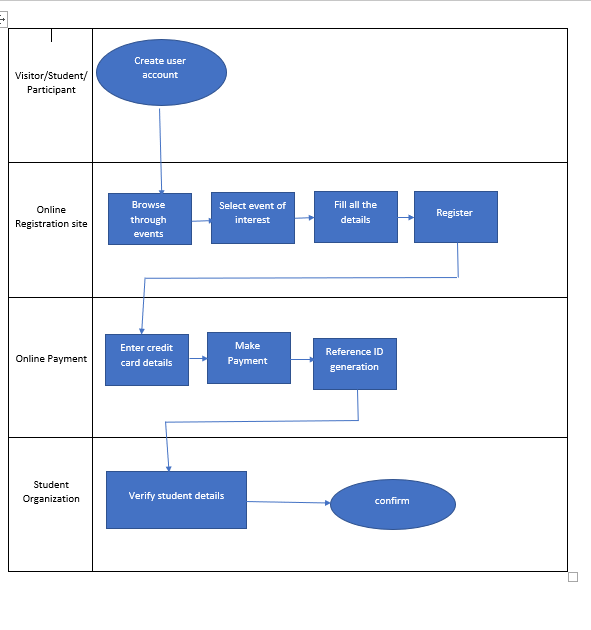 Visitor/Student/
Participant
Create user
account
Online
Registration site
Browse
through
events
Select event of
interest
Fill all the
details
Register
Online Payment
Enter credit
card details
Make
Payment
Reference ID
generation
Student
Organization
Verify student details
confirm